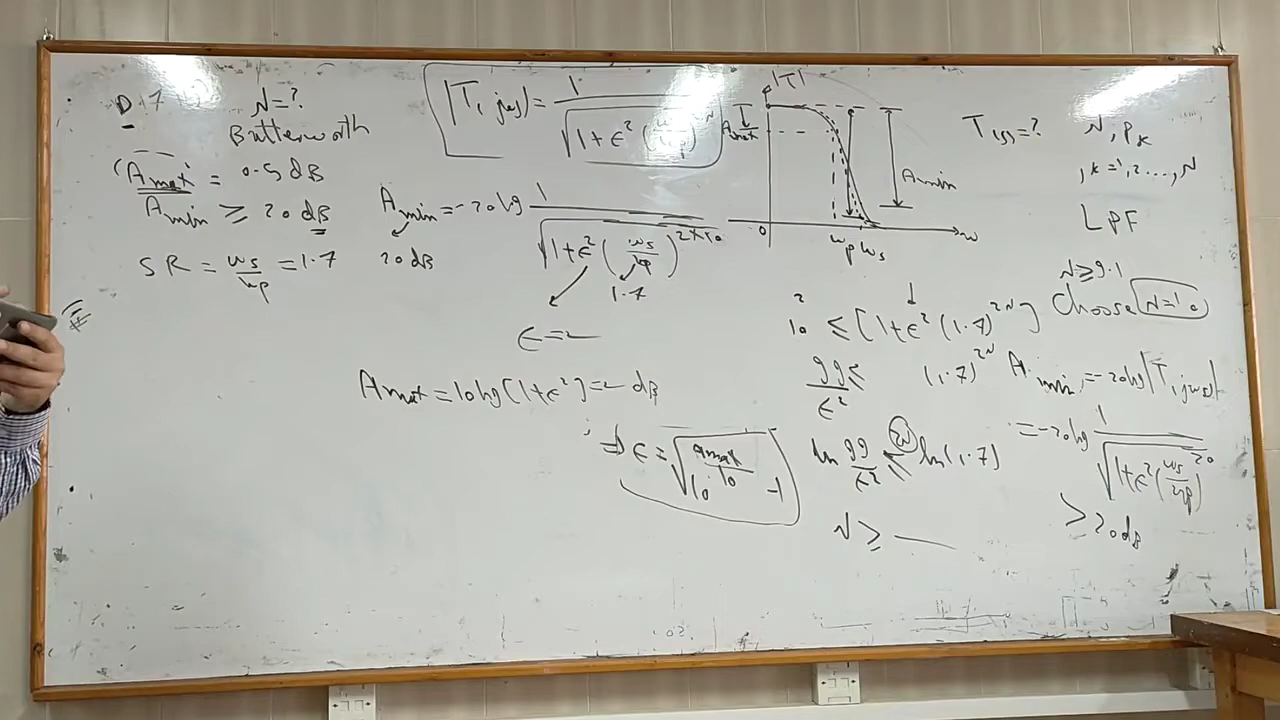 D 17
N=?
Butterworth
Amax = 0.5 dB
Amin ≥ 20 dB
SR = ωs/ωp = 1.7
|T(jω)| = 1/√(1+ε²(ω/ωp)^2N)
Amin = -20 log 1/√(1+ε²(ωs/ωp)^2×10)
20 dB
1.7
ε = —
Amax = 10 log [1+ε²] = — dB
⇒ ε = √(10^(Amax/10) -1)
|T|
Amax
Amin
0
ωp ωs
ω
T(s)=?
N, Pk
, k=1,2...,N
LPF
N ≥ 9.1
Choose N=10
10² ≤ [1+ε²(1.7)^2N]
99/ε² ≤ (1.7)^2N
ln 99/ε² ≤ 2N ln(1.7)
N ≥ —
Amin = -20 log |T(jωs)|
= -20 log 1/√(1+ε²(ωs/ωp)^20)
≥ 20 dB